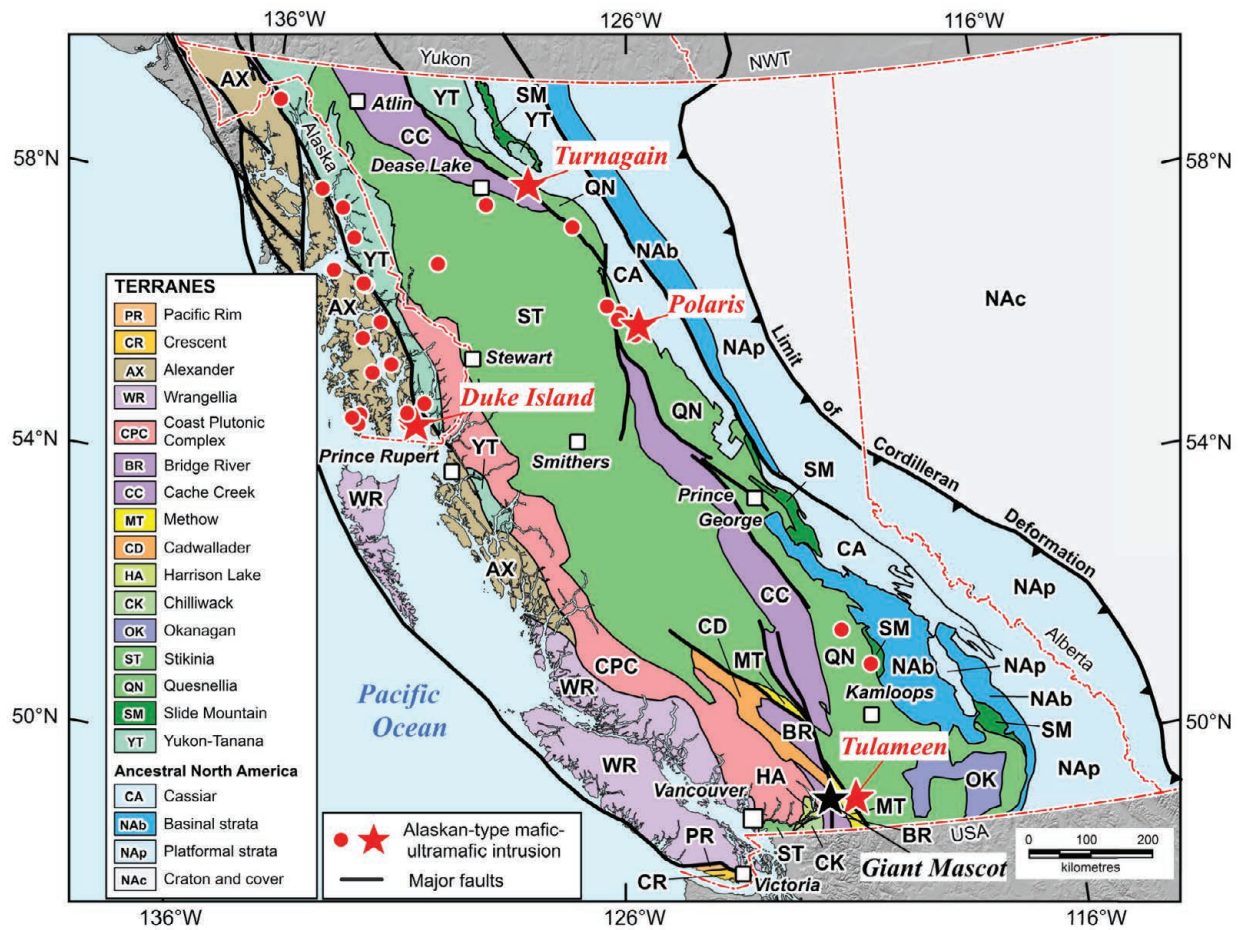 136°W
126°W
116°W
Yukon
NWT
AX
YT
SM
YT
Atlin
CC
Alaska
Dease Lake
Turnagain
58°N
58°N
QN
NAb
YT
CA
NAc
AX
ST
Polaris
NAp
Limit
of
Cordilleran
Deformation
Stewart
Duke Island
QN
54°N
54°N
Prince Rupert
YT
Smithers
SM
WR
Prince
George
CA
AX
CC
NAp
CD
SM
Alberta
MT
QN
NAb
NAp
CPC
Kamloops
NAb
WR
Pacific
Ocean
50°N
50°N
BR
SM
Tulameen
WR
HA
OK
NAp
Vancouver
MT
BR
USA
PR
ST
CK
Giant Mascot
CR
Victoria
TERRANES
PR Pacific Rim
CR Crescent
AX Alexander
WR Wrangellia
CPC Coast Plutonic
Complex
BR Bridge River
CC Cache Creek
MT Methow
CD Cadwallader
HA Harrison Lake
CK Chilliwack
OK Okanagan
ST Stikinia
QN Quesnellia
SM Slide Mountain
YT Yukon-Tanana
Ancestral North America
CA Cassiar
NAb Basinal strata
NAp Platformal strata
NAc Craton and cover
Alaskan-type mafic-
ultramafic intrusion
Major faults
0 100 200
kilometres
136°W
126°W
116°W